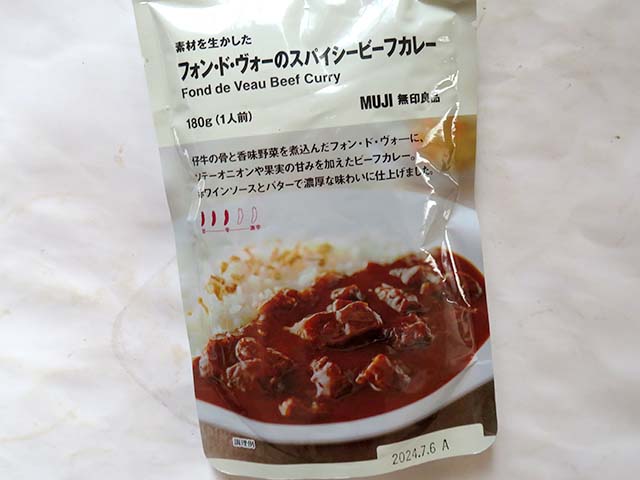 素材を生かした
フォン・ド・ヴォーのスパイシービーフカレー
Fond de Veau Beef Curry
MUJI 無印良品
180g（1人前）
仔牛の骨と香味野菜を煮込んだフォン・ド・ヴォーに、
ソテーオニオンや果実の甘みを加えたビーフカレー。
赤ワインソースとバターで濃厚な味わいに仕上げました。
辛
調理例
2024.7.6 A